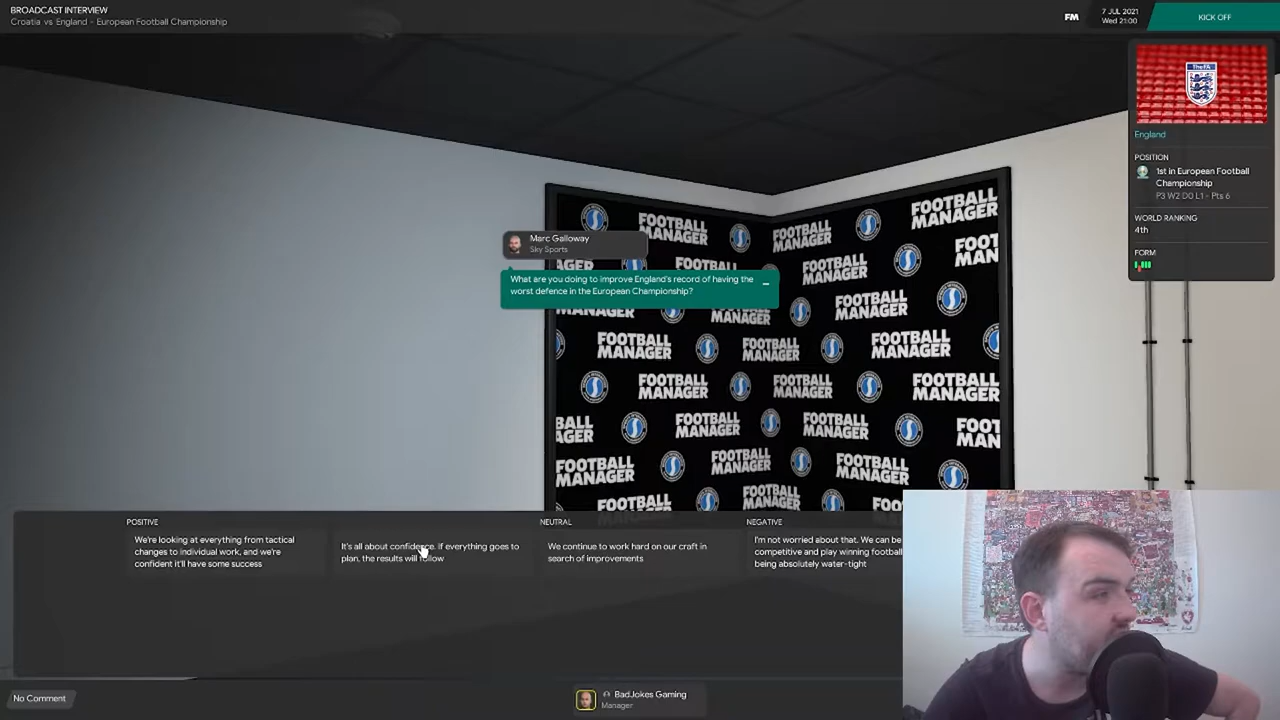 BROADCAST INTERVIEW
Croatia vs England - European Football Championship
FM
7 JUL 2021
Wed 21:00
KICK OFF
The FA
England
POSITION
1st in European Football
Championship
P3 W2 D0 L1 - Pts 6
WORLD RANKING
4th
FORM
Marc Galloway
Sky Sports
What are you doing to improve England's record of having the
worst defence in the European Championship?
FOOTBALL MANAGER
POSITIVE
We're looking at everything from tactical
changes to individual work, and we're
confident it'll have some success
It's all about confidence. If everything goes to
plan, the results will follow
NEUTRAL
We continue to work hard on our craft in
search of improvements
NEGATIVE
I'm not worried about that. We can be
competitive and play winning football
being absolutely water-tight
No Comment
BadJokes Gaming
Manager